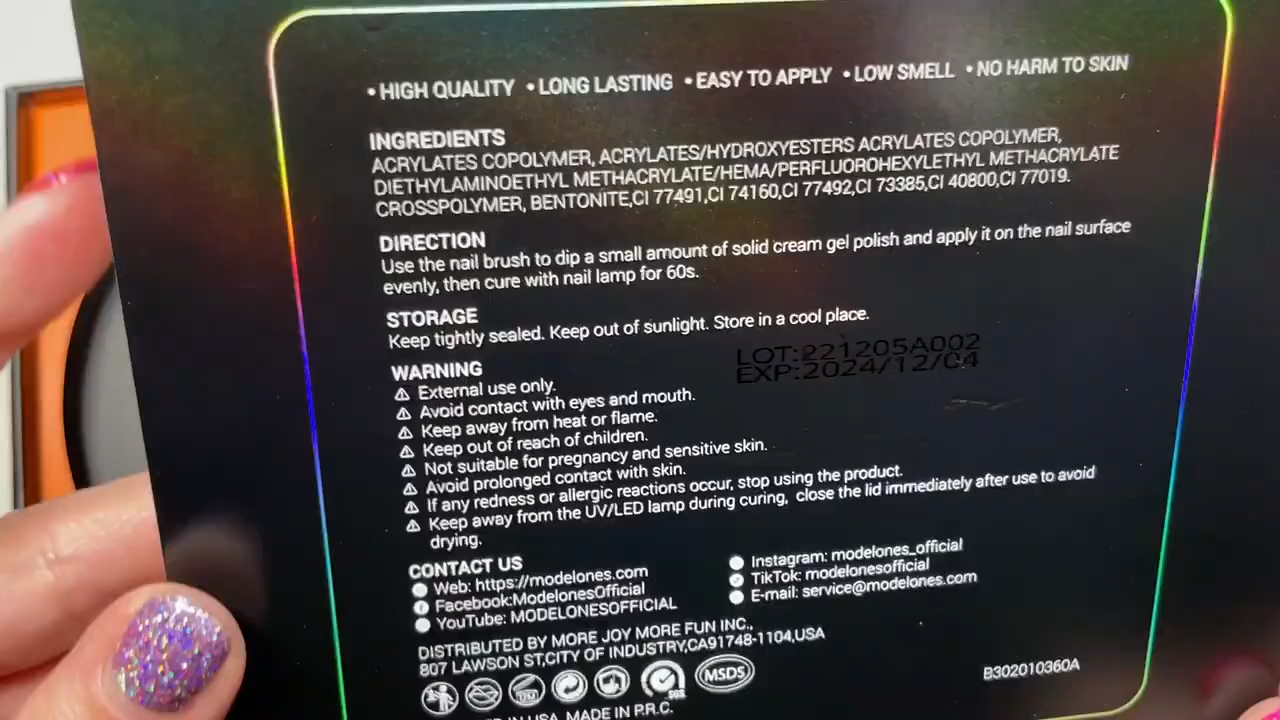 • HIGH QUALITY • LONG LASTING • EASY TO APPLY • LOW SMELL • NO HARM TO SKIN
INGREDIENTS
ACRYLATES COPOLYMER, ACRYLATES/HYDROXYESTERS ACRYLATES COPOLYMER,
DIETHYLAMINOETHYL METHACRYLATE/HEMA/PERFLUOROHEXYLETHYL METHACRYLATE
CROSSPOLYMER, BENTONITE,CI 77491,CI 74160,CI 77492,CI 73385,CI 40800,CI 77019.
DIRECTION
Use the nail brush to dip a small amount of solid cream gel polish and apply it on the nail surface
evenly, then cure with nail lamp for 60s.
STORAGE
Keep tightly sealed. Keep out of sunlight. Store in a cool place.
LOT:221205A002
EXP:2024/12/04
WARNING
External use only.
Avoid contact with eyes and mouth.
Keep away from heat or flame.
Keep out of reach of children.
Not suitable for pregnancy and sensitive skin.
Avoid prolonged contact with skin.
If any redness or allergic reactions occur, stop using the product.
Keep away from the UV/LED lamp during curing, close the lid immediately after use to avoid
drying.
CONTACT US
Web: https://modelones.com
Facebook:ModelonesOfficial
YouTube: MODELONESOFFICIAL
Instagram: modelones_official
TikTok: modelonesofficial
E-mail: service@modelones.com
DISTRIBUTED BY MORE JOY MORE FUN INC.,
807 LAWSON ST,CITY OF INDUSTRY,CA91748-1104,USA
12M
SGS
MSDS
B302010360A
IN USA, MADE IN P.R.C.